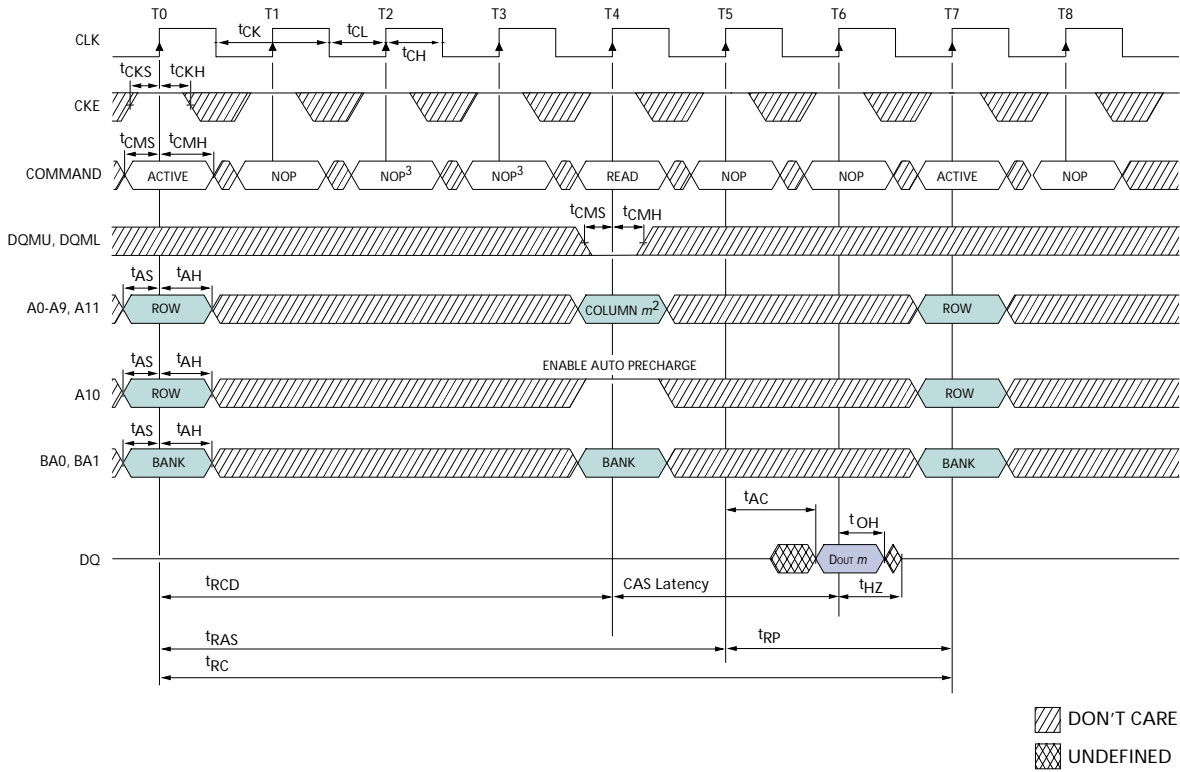 T0 T1 T2 T3 T4 T5 T6 T7 T8
CLK
tCK tCL
tCH
tCKS tCKH
CKE
tCMS tCMH
COMMAND ACTIVE NOP NOP3 NOP3 READ NOP NOP ACTIVE NOP
tCMS tCMH
DQMU, DQML
tAS tAH
A0-A9, A11 ROW COLUMN m2 ROW
tAS tAH ENABLE AUTO PRECHARGE
A10 ROW ROW
tAS tAH
BA0, BA1 BANK BANK BANK
tAC
tOH
DQ DOUT m
tRCD CAS Latency tHZ
tRAS tRP
tRC
DON'T CARE
UNDEFINED